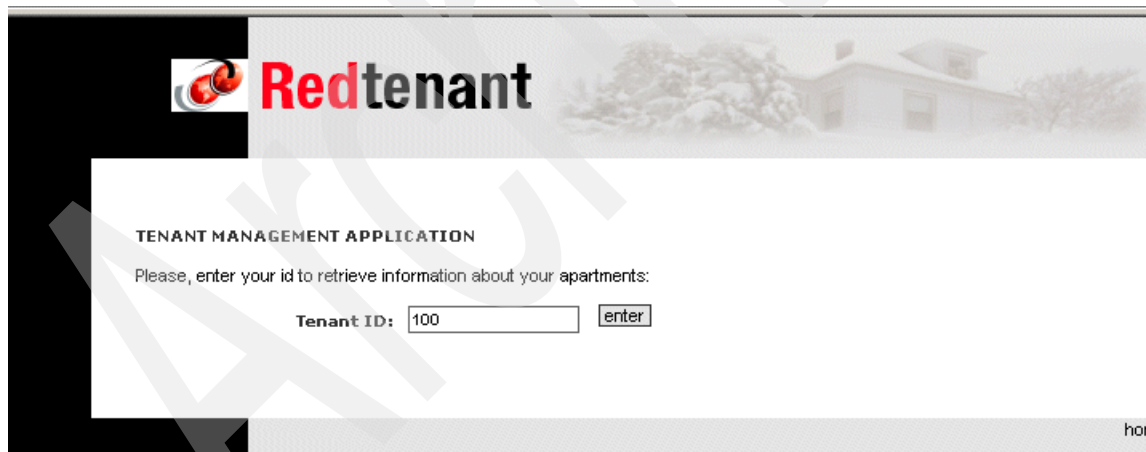 Redtenant
TENANT MANAGEMENT APPLICATION
Please, enter your id to retrieve information about your apartments:
Tenant ID: 100 enter